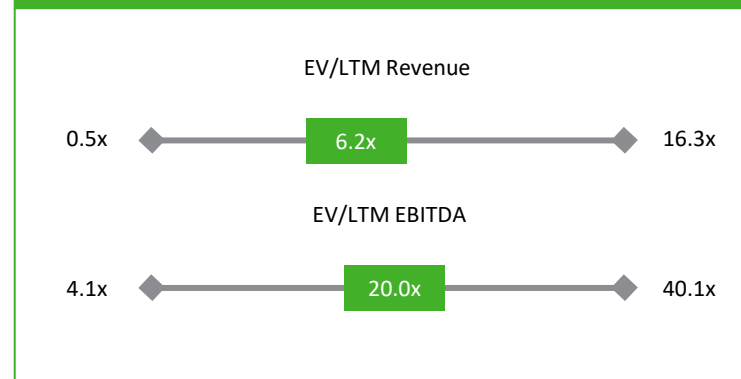 EV/LTM Revenue
0.5x 6.2x 16.3x
EV/LTM EBITDA
4.1x 20.0x 40.1x